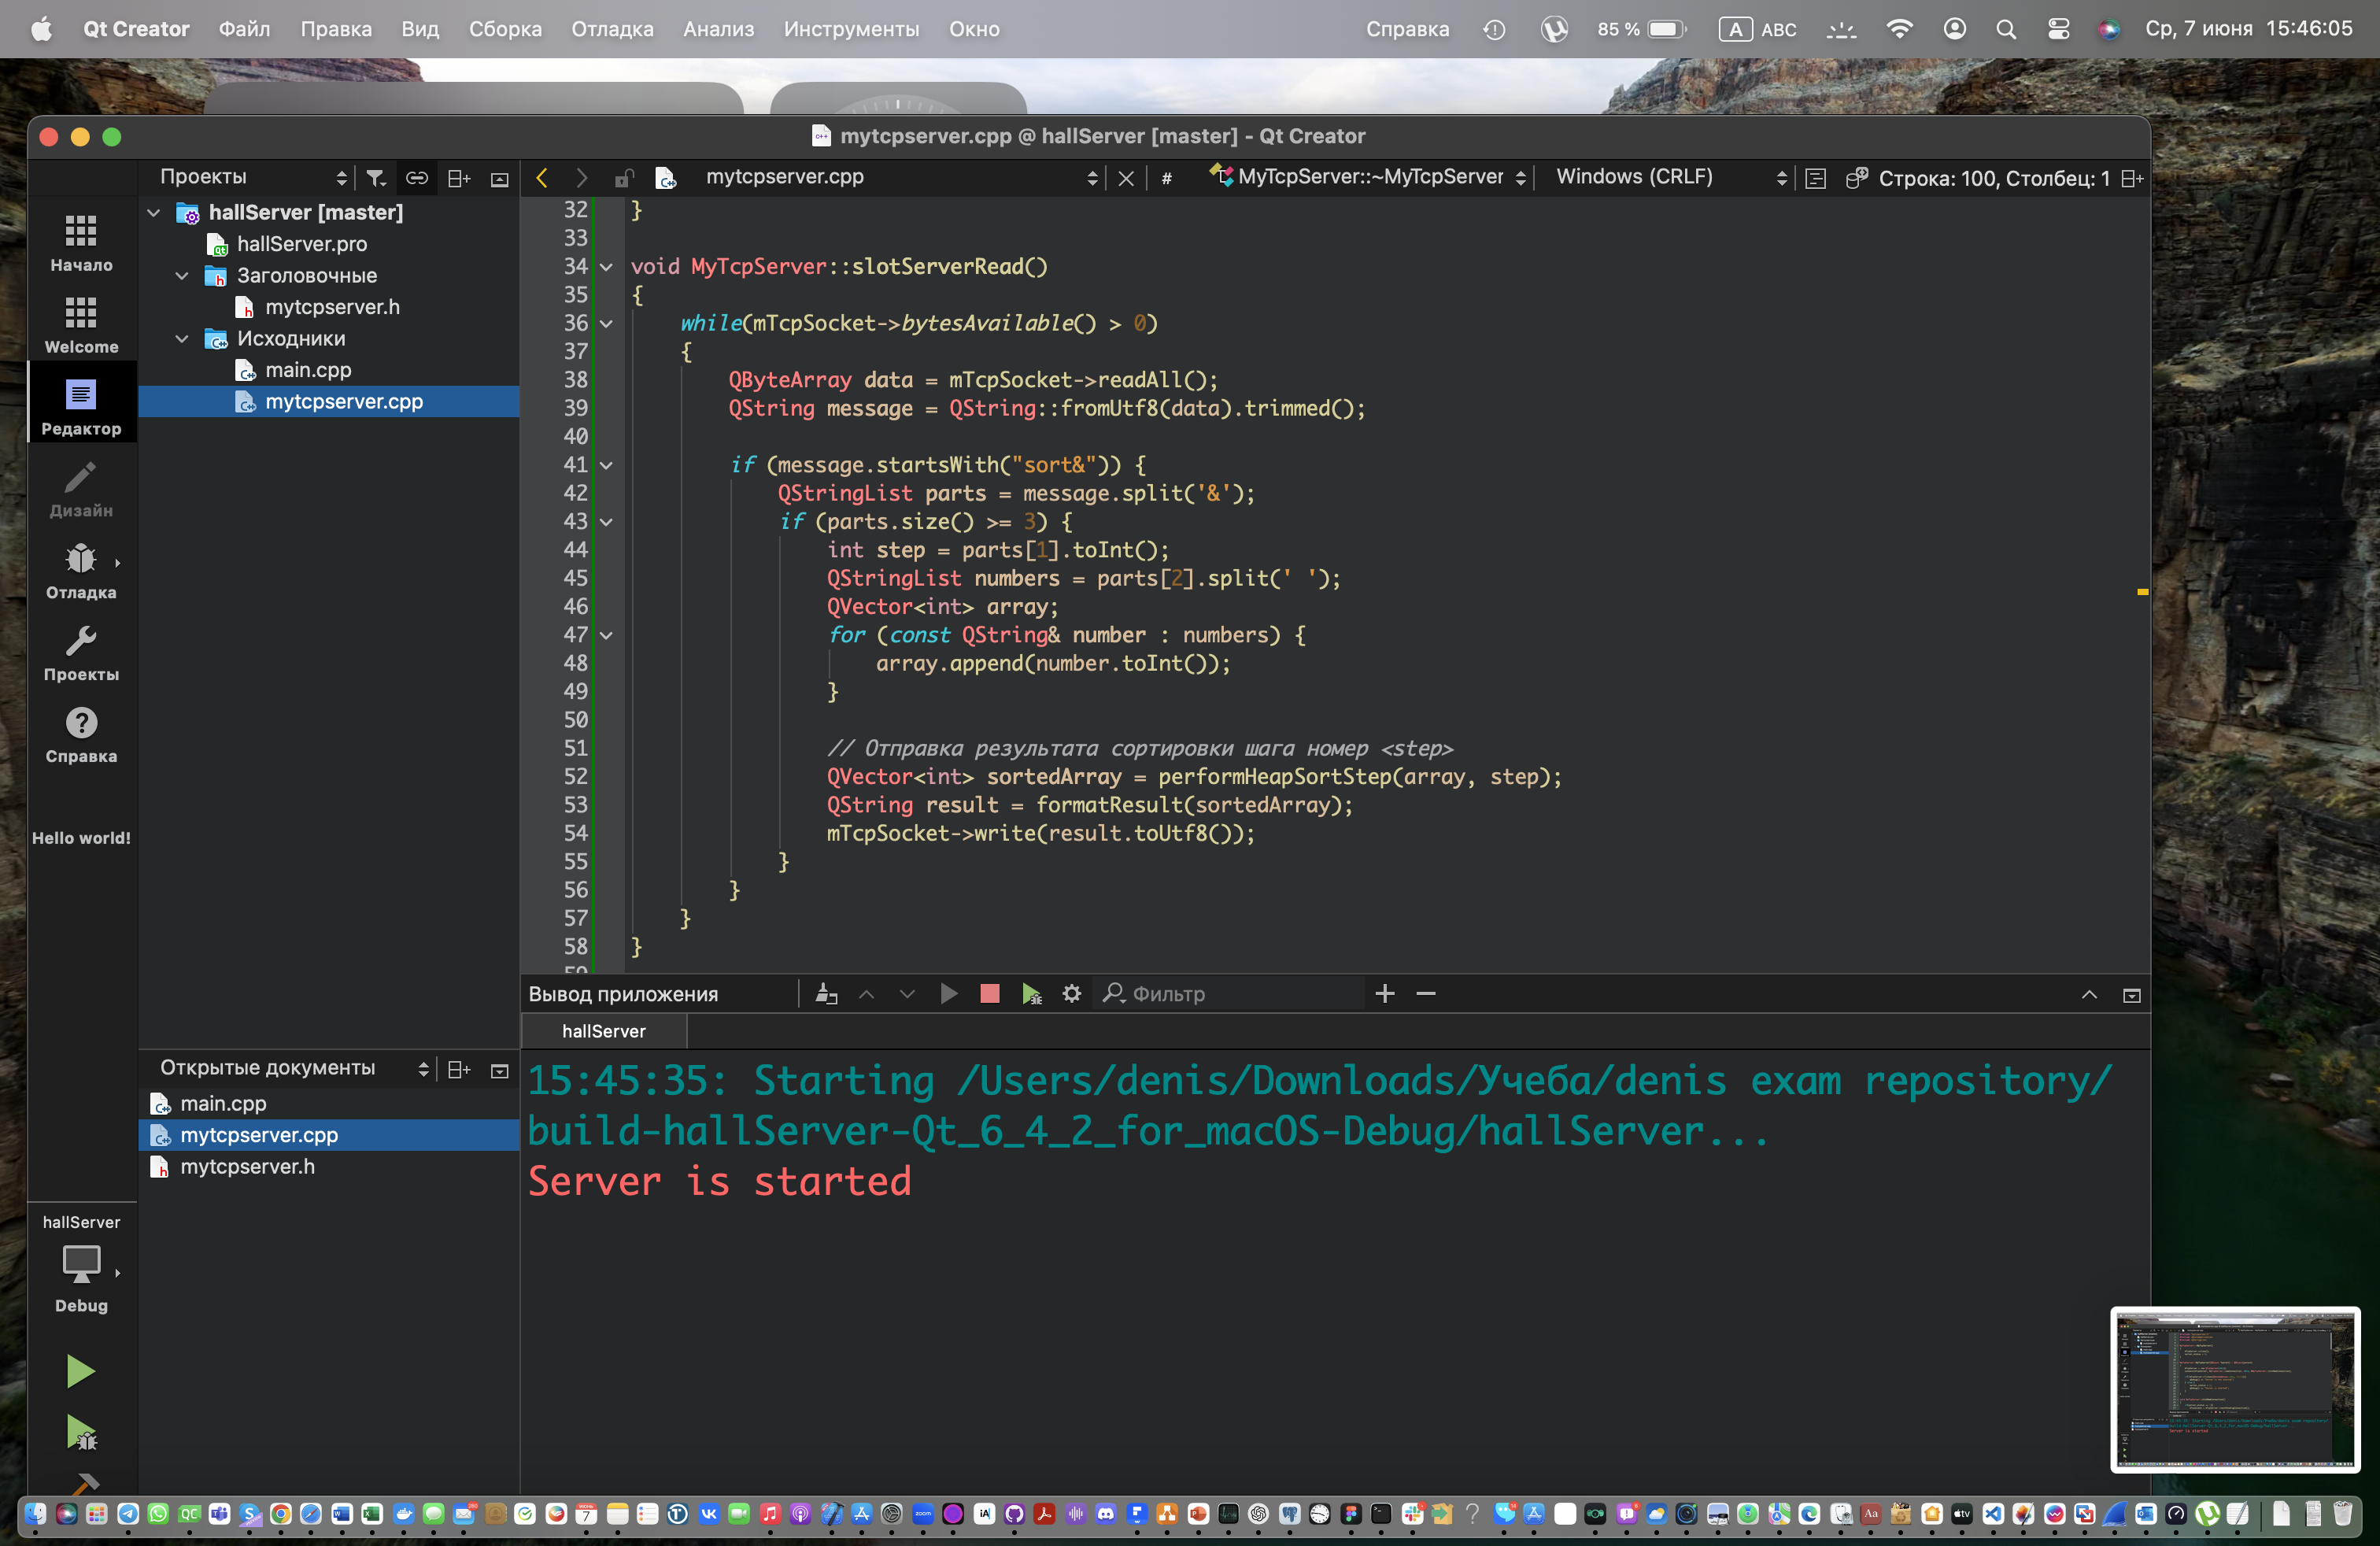 Qt Creator Файл Правка Вид Сборка Отладка Анализ Инструменты Окно Справка 85 % A ABC Ср, 7 июня 15:46:05
mytcpserver.cpp @ hallServer [master] - Qt Creator
Проекты
mytcpserver.cpp # MyTcpServer::~MyTcpServer Windows (CRLF) Строка: 100, Столбец: 1
Начало
Welcome
Редактор
Дизайн
Отладка
Проекты
Справка
Hello world!
hallServer
Debug
hallServer [master]
hallServer.pro
Заголовочные
mytcpserver.h
Исходники
main.cpp
mytcpserver.cpp
Открытые документы
main.cpp
mytcpserver.cpp
mytcpserver.h
32 }
33
34 void MyTcpServer::slotServerRead()
35 {
36 while(mTcpSocket->bytesAvailable() > 0)
37 {
38 QByteArray data = mTcpSocket->readAll();
39 QString message = QString::fromUtf8(data).trimmed();
40
41 if (message.startsWith("sort&")) {
42 QStringList parts = message.split('&');
43 if (parts.size() >= 3) {
44 int step = parts[1].toInt();
45 QStringList numbers = parts[2].split(' ');
46 QVector<int> array;
47 for (const QString& number : numbers) {
48 array.append(number.toInt());
49 }
50
51 // Отправка результата сортировки шага номер <step>
52 QVector<int> sortedArray = performHeapSortStep(array, step);
53 QString result = formatResult(sortedArray);
54 mTcpSocket->write(result.toUtf8());
55 }
56 }
57 }
58 }
59
Вывод приложения Фильтр
hallServer
15:45:35: Starting /Users/denis/Downloads/Учеба/denis exam repository/
build-hallServer-Qt_6_4_2_for_macOS-Debug/hallServer...
Server is started